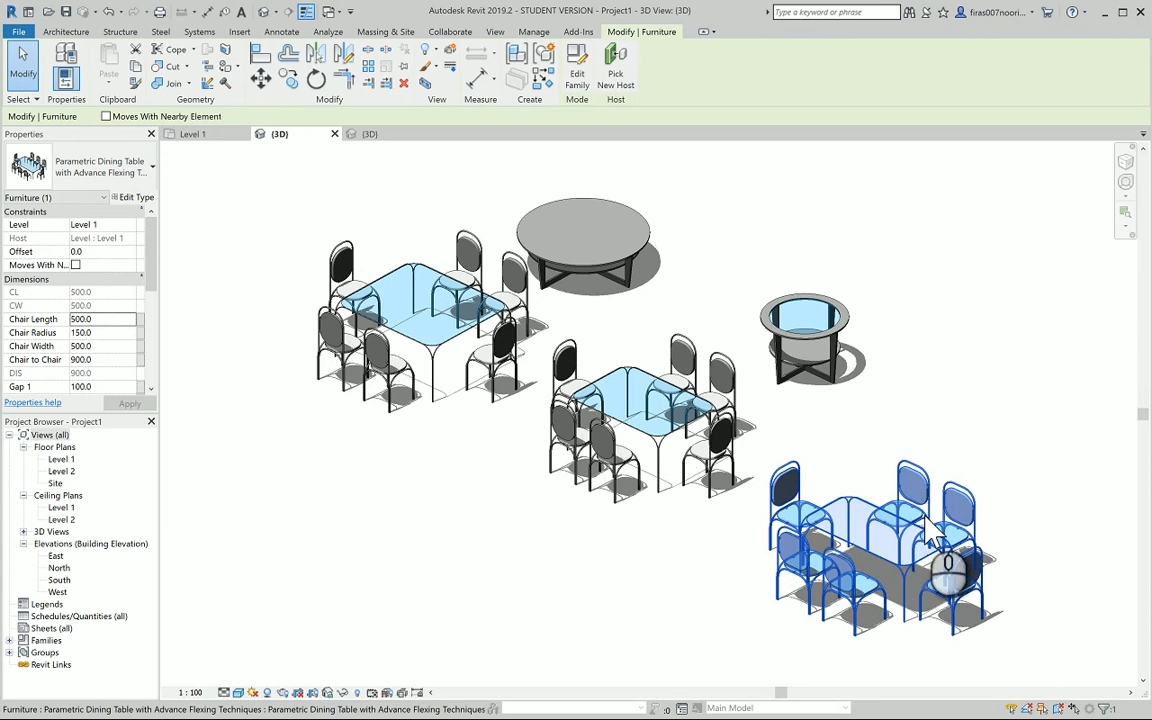 Autodesk Revit 2019.2 - STUDENT VERSION - Project1 - 3D View: {3D}
Type a keyword or phrase
firas007noori...
File Architecture Structure Steel Systems Insert Annotate Analyze Massing & Site Collaborate View Manage Add-Ins Modify | Furniture
Modify
Paste
Cope
Cut
Join
Edit Family
Pick New Host
Select Properties Clipboard Geometry Modify View Measure Create Mode Host
Modify | Furniture Moves With Nearby Element
Properties
Level 1
{3D}
{3D}
Parametric Dining Table
with Advance Flexing T...
Furniture (1) Edit Type
Constraints
Level Level 1
Host Level : Level 1
Offset 0.0
Moves With N...
Dimensions
CL 500.0
CW 500.0
Chair Length 500.0
Chair Radius 150.0
Chair Width 500.0
Chair to Chair 900.0
DIS 900.0
Gap 1 100.0
Properties help Apply
Project Browser - Project1
Views (all)
Floor Plans
Level 1
Level 2
Site
Ceiling Plans
Level 1
Level 2
3D Views
Elevations (Building Elevation)
East
North
South
West
Legends
Schedules/Quantities (all)
Sheets (all)
Families
Groups
Revit Links
1 : 100
Furniture : Parametric Dining Table with Advance Flexing Techniques : Parametric Dining Table with Advance Flexing Techniques
:0
Main Model
:1